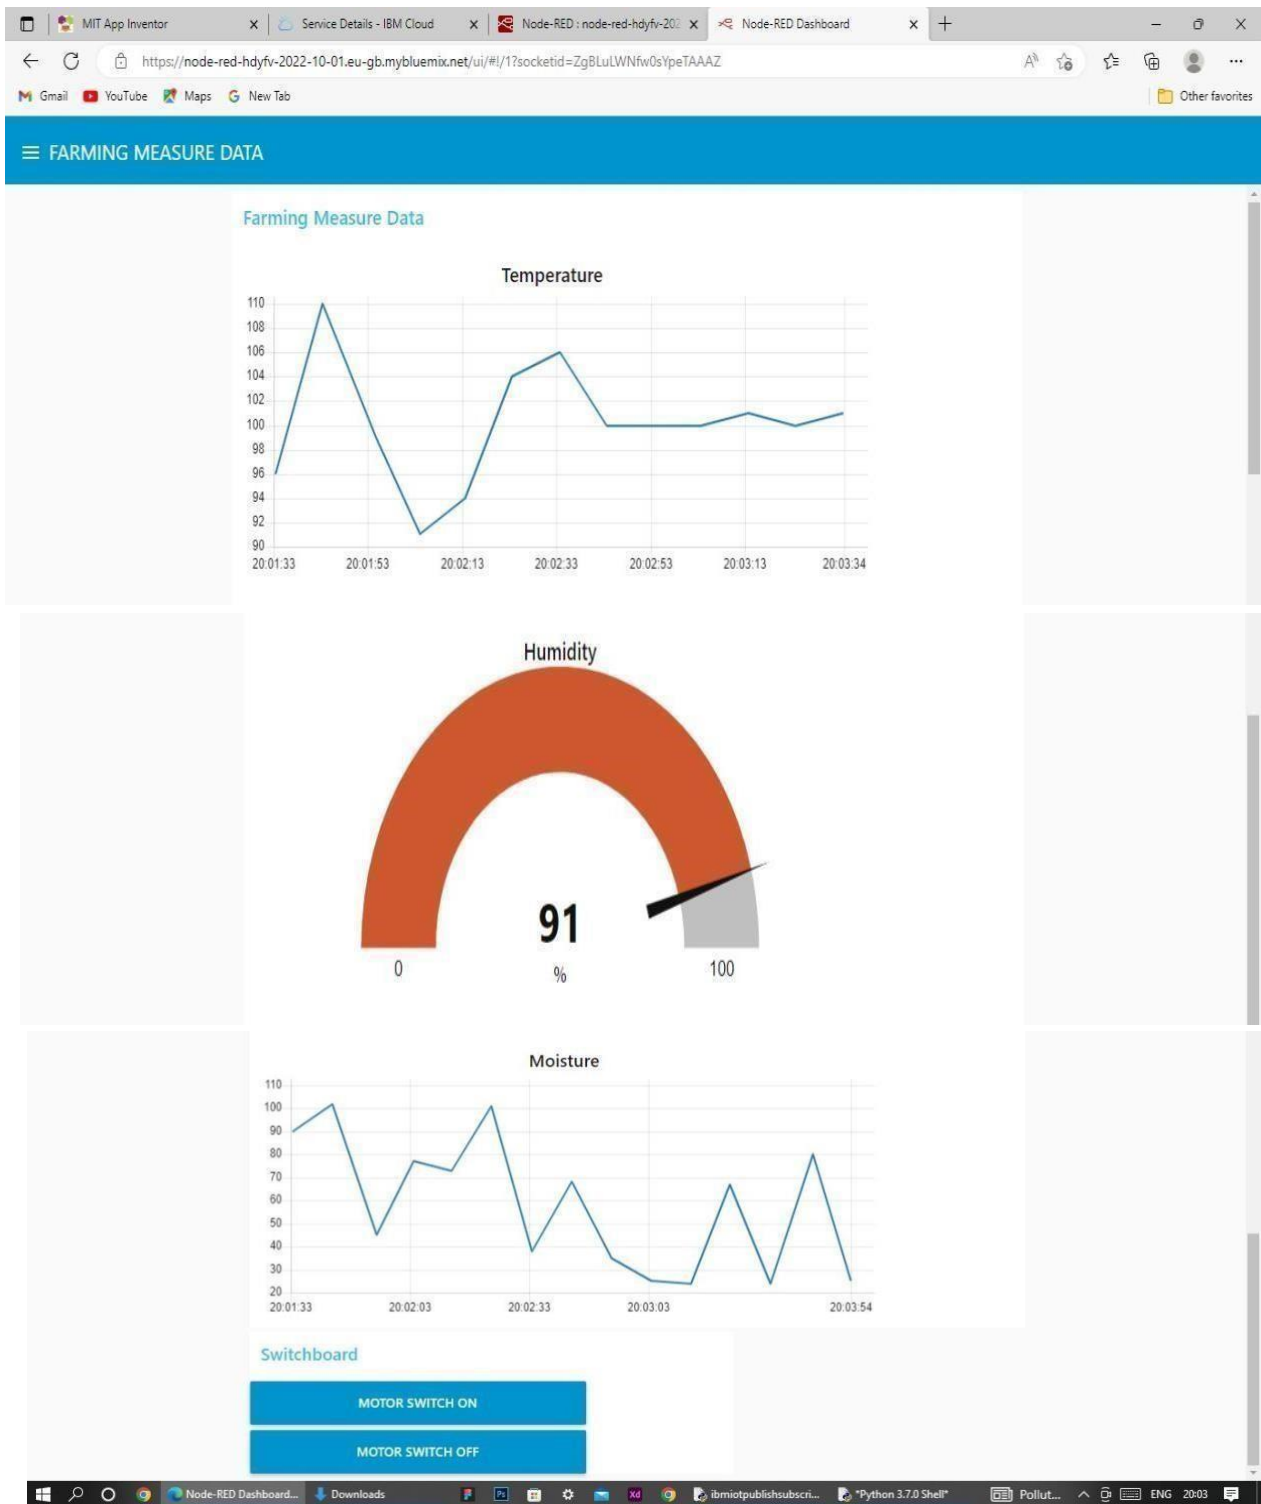 MIT App Inventor
Service Details - IBM Cloud
Node-RED : node-red-hdyfv-202
Node-RED Dashboard
https://node-red-hdyfv-2022-10-01.eu-gb.mybluemix.net/ui/#!/1?socketid=ZgBLuLWNfw0sYpeTAAAZ
Gmail YouTube Maps New Tab Other favorites
FARMING MEASURE DATA
Farming Measure Data
Temperature
110
108
106
104
102
100
98
96
94
92
90
20:01:33 20:01:53 20:02:13 20:02:33 20:02:53 20:03:13 20:03:34
Humidity
91
0 % 100
Moisture
110
100
90
80
70
60
50
40
30
20
20:01:33 20:02:03 20:02:33 20:03:03 20:03:54
Switchboard
MOTOR SWITCH ON
MOTOR SWITCH OFF
Node-RED Dashboard... Downloads Ps Xd ibmiotpublishsubscri... *Python 3.7.0 Shell* Pollut... ENG 20:03